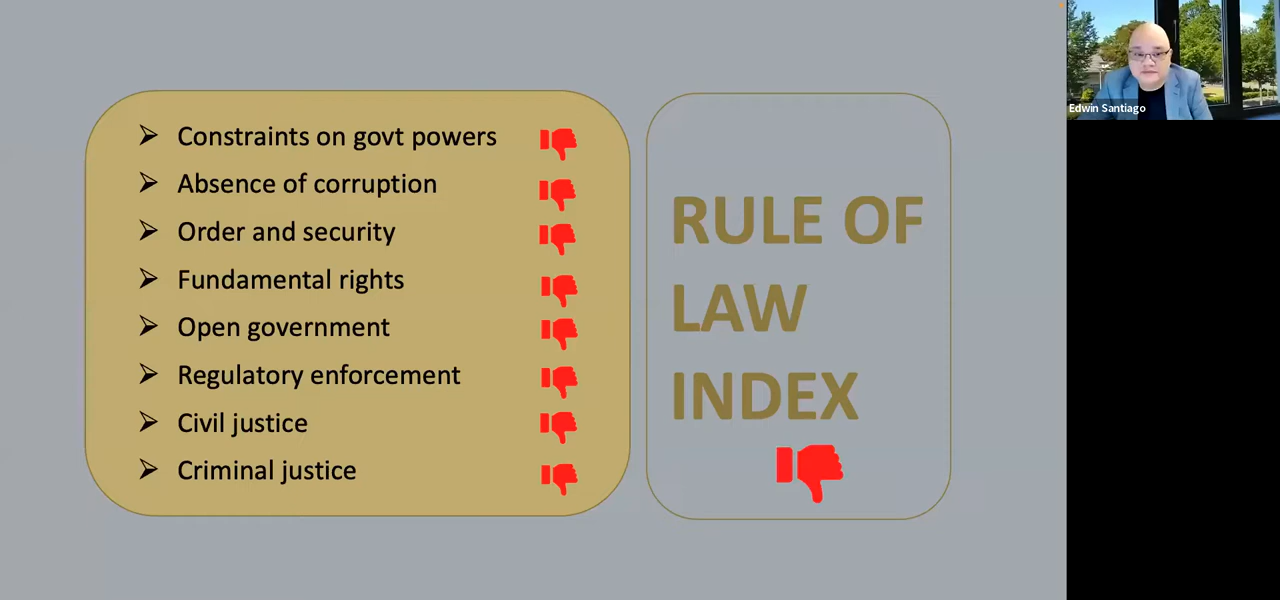 Constraints on govt powers
Absence of corruption
Order and security
Fundamental rights
Open government
Regulatory enforcement
Civil justice
Criminal justice
RULE OF
LAW
INDEX
Edwin Santiago